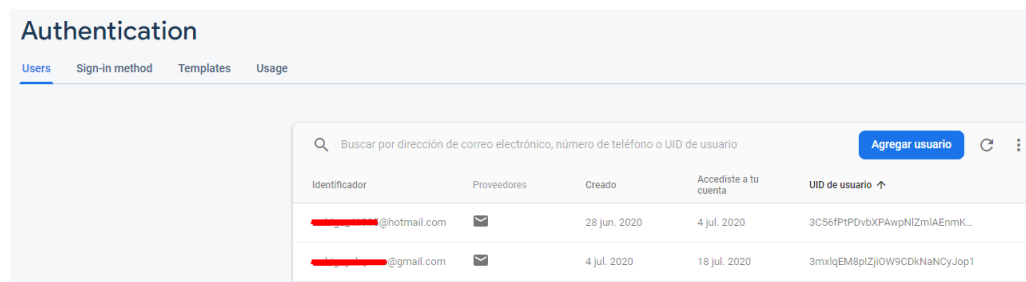 Authentication
Users Sign-in method Templates Usage
Buscar por dirección de correo electrónico, número de teléfono o UID de usuario Agregar usuario
Identificador Proveedores Creado Accediste a tu cuenta UID de usuario
@hotmail.com 28 jun. 2020 4 jul. 2020 3C56fPtPDvbXPAwpNlZmlAEnmK...
@gmail.com 4 jul. 2020 18 jul. 2020 3mxlqEM8pIZjiOW9CDkNaNCyJop1